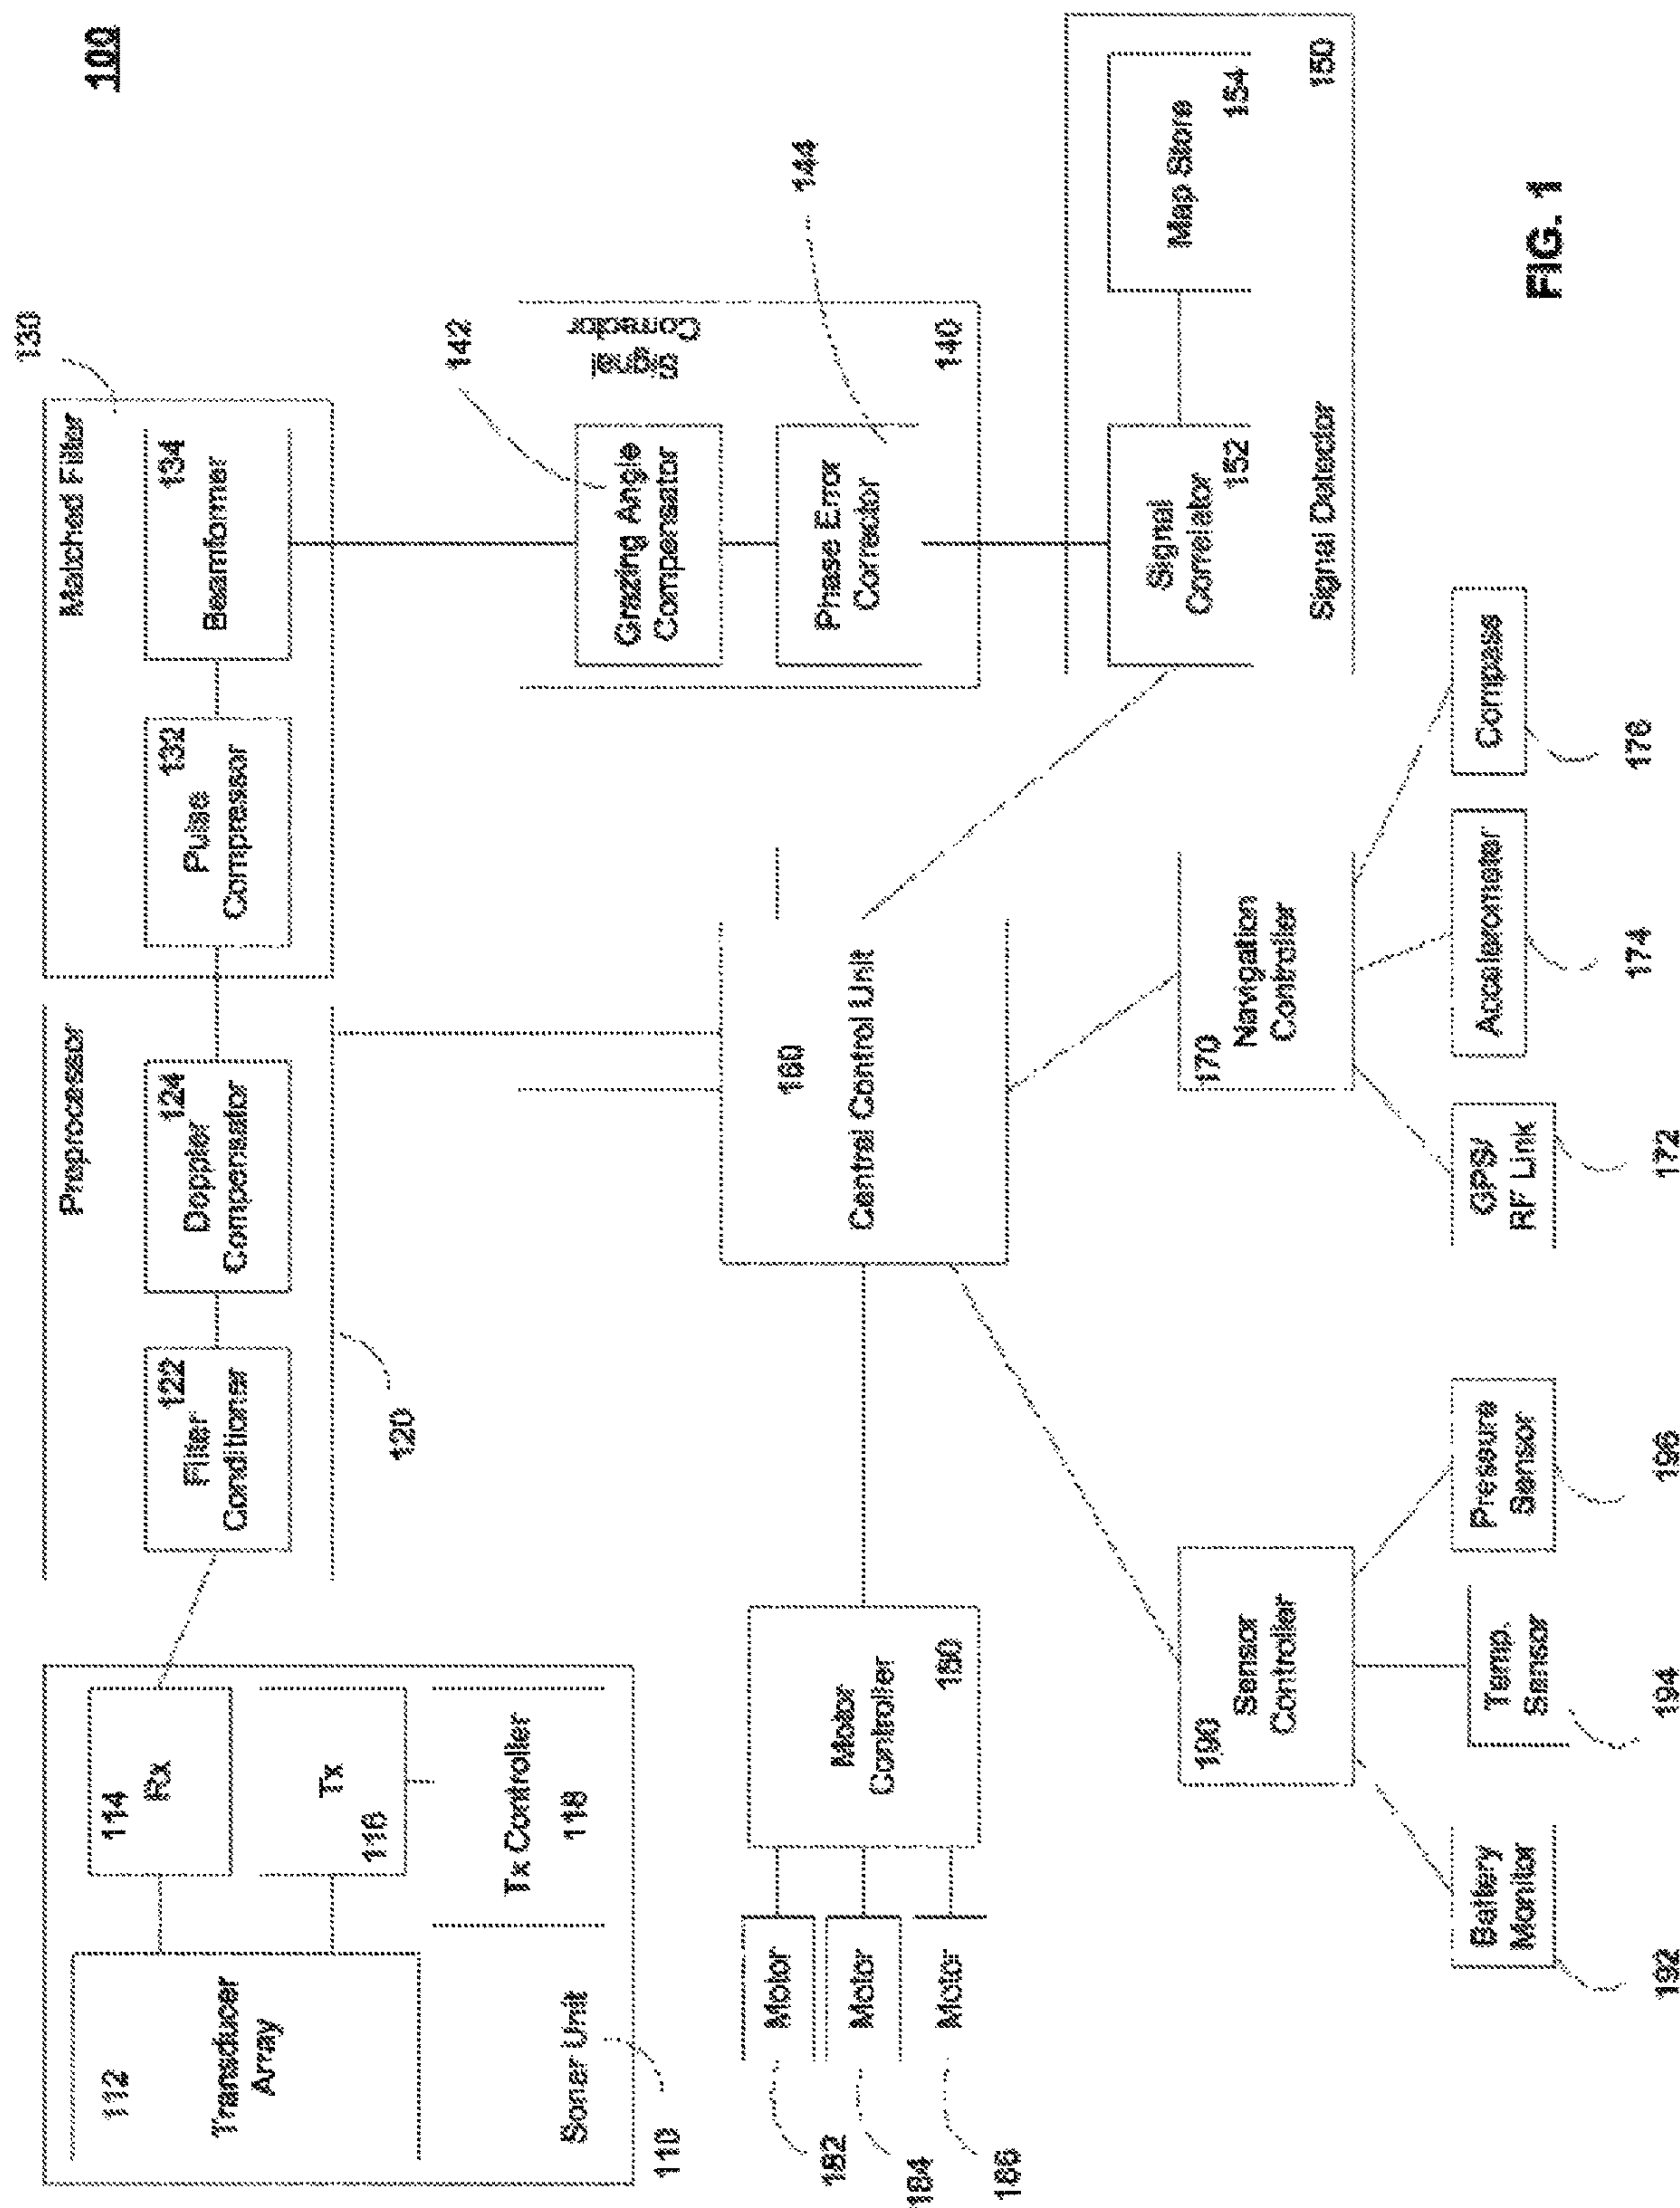 100
Transducer
Array
112
114
Rx
Tx
116
Tx Controller
118
Sonar Unit
110
Preprocessor
122
Filter
Conditioner
124
Doppler
Compensator
120
Matched Filter
130
132
Pulse
Compressor
134
Beamformer
142
Grazing Angle
Compensator
Signal
Corrector
140
Phase Error
Corrector
144
Signal
Correlator
152
Map Store
154
Signal Detector
150
160
Central Control Unit
Motor
Controller
180
Motor
182
Motor
184
Motor
186
170
Navigation
Controller
GPS/
RF Link
172
Accelerometer
174
Compass
176
190
Sensor
Controller
Battery
Monitor
192
Temp.
Sensor
194
Pressure
Sensor
196
FIG. 1